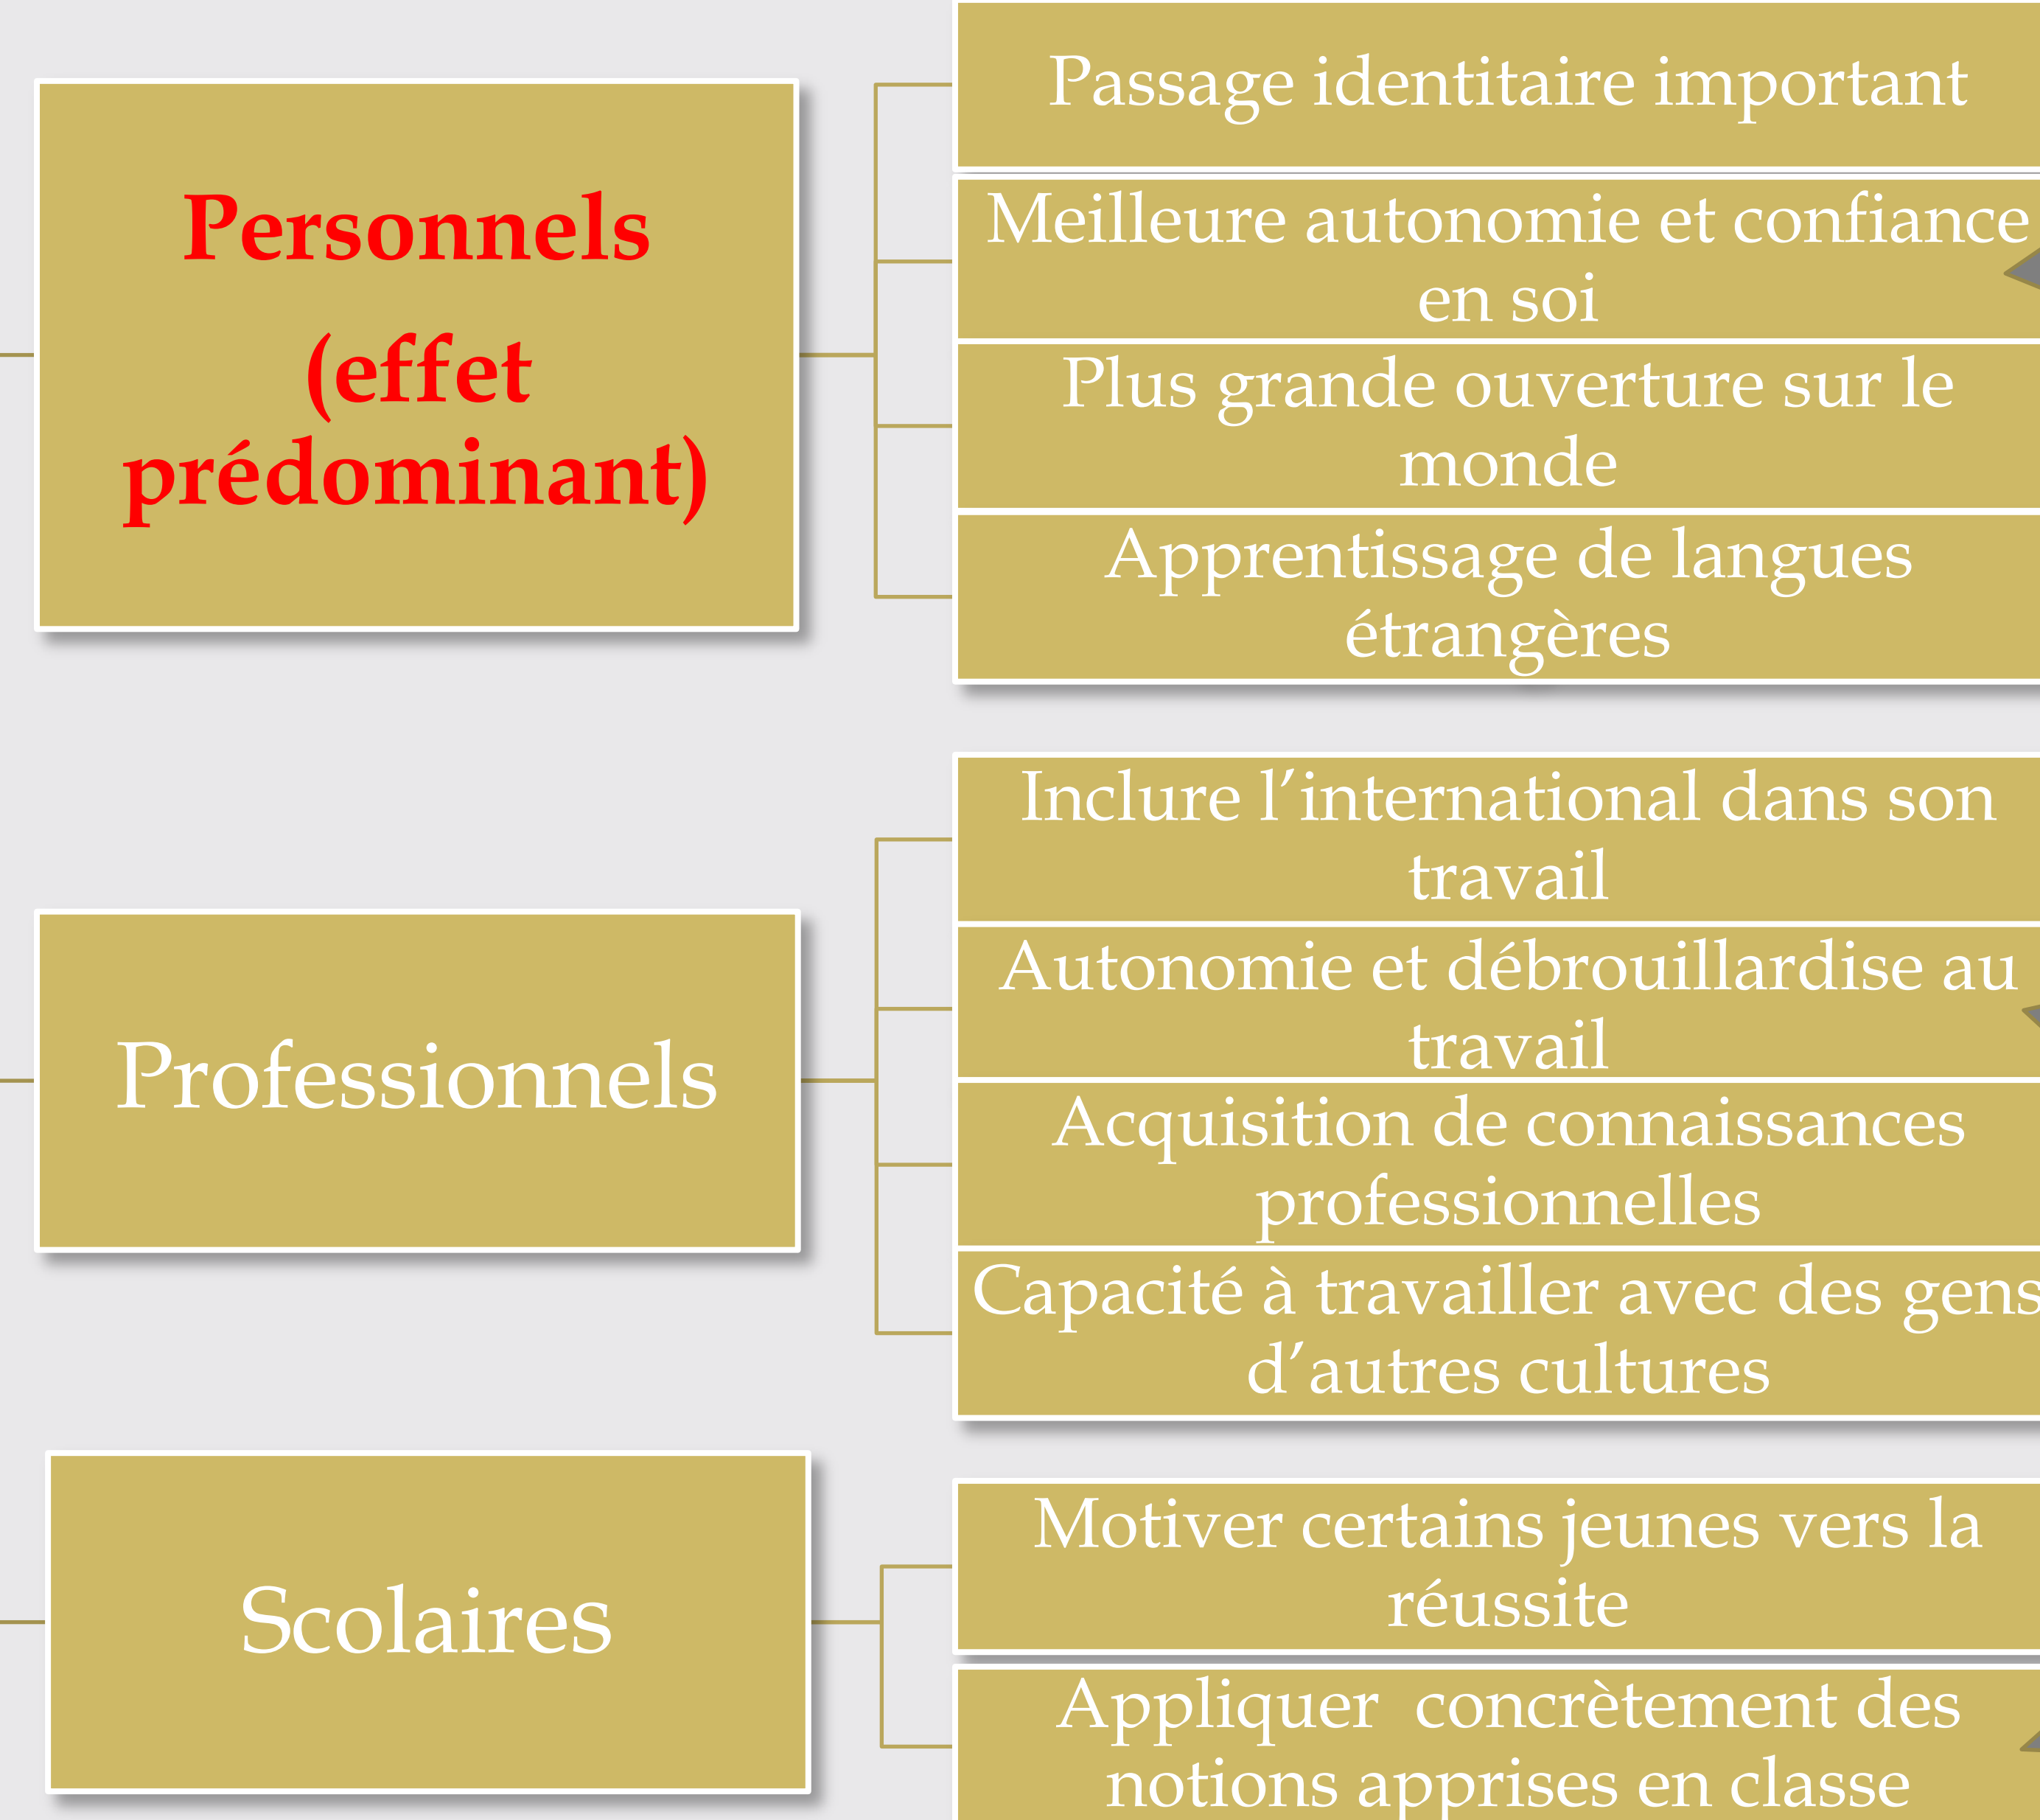 Personnels
(effet
prédominant)
Passage identitaire important
Meilleure autonomie et confiance
en soi
Plus grande ouverture sur le
monde
Apprentissage de langues
étrangères
Professionnels
Inclure l’international dans son
travail
Autonomie et débrouillardise au
travail
Acquisition de connaissances
professionnelles
Capacité à travailler avec des gens
d’autres cultures
Scolaires
Motiver certains jeunes vers la
réussite
Appliquer  concrètement des
notions apprises en classe